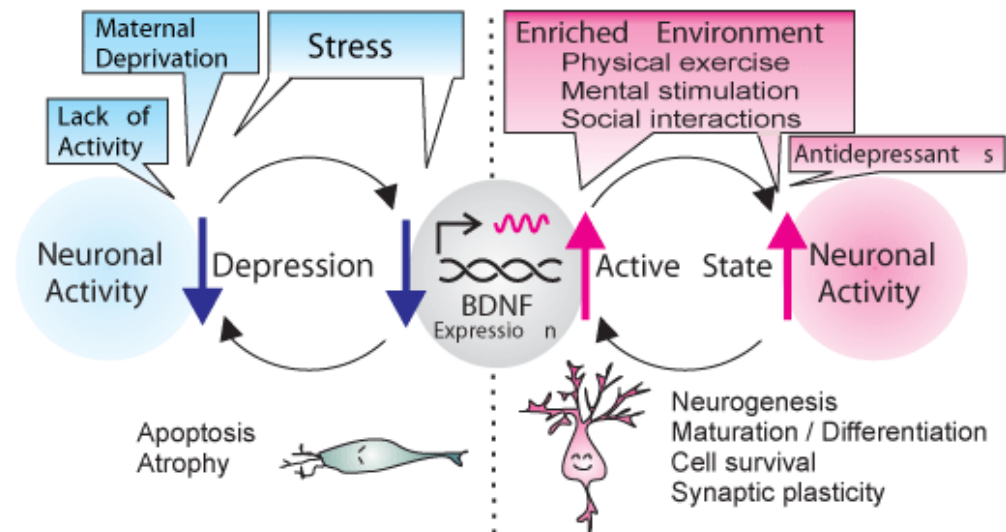 Maternal
Deprivation
Stress
Lack of
Activity
Enriched Environment
Physical exercise
Mental stimulation
Social interactions
Antidepressant s
Neuronal
Activity
Depression
BDNF
Expressio n
Active State
Neuronal
Activity
Apoptosis
Atrophy
Neurogenesis
Maturation / Differentiation
Cell survival
Synaptic plasticity